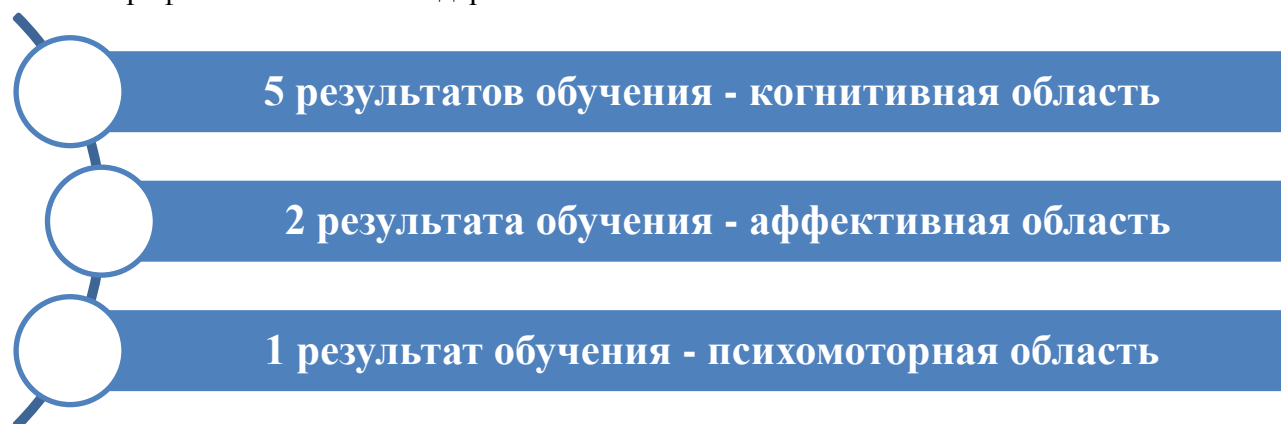 5 результатов обучения - когнитивная область
2 результата обучения - аффективная область
1 результат обучения - психомоторная область